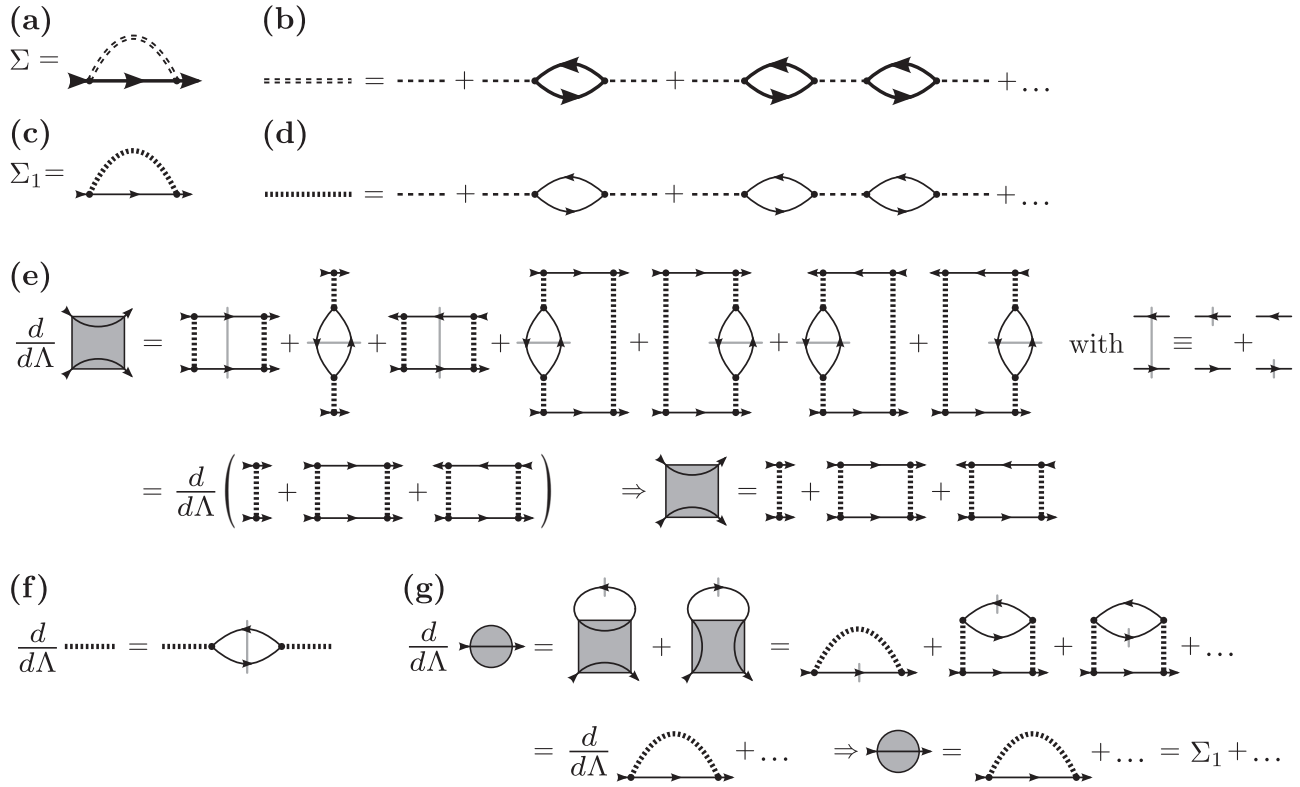 (a) (b)
Σ = = + + + ...
(c) (d)
Σ₁= = + + + ...
(e)
d/dΛ = + + + + + + with ≡ +
= d/dΛ ( + + ) ⇒ = + +
(f) (g)
d/dΛ = d/dΛ = + = + + + ...
= d/dΛ + ... ⇒ = + ... = Σ₁ + ...